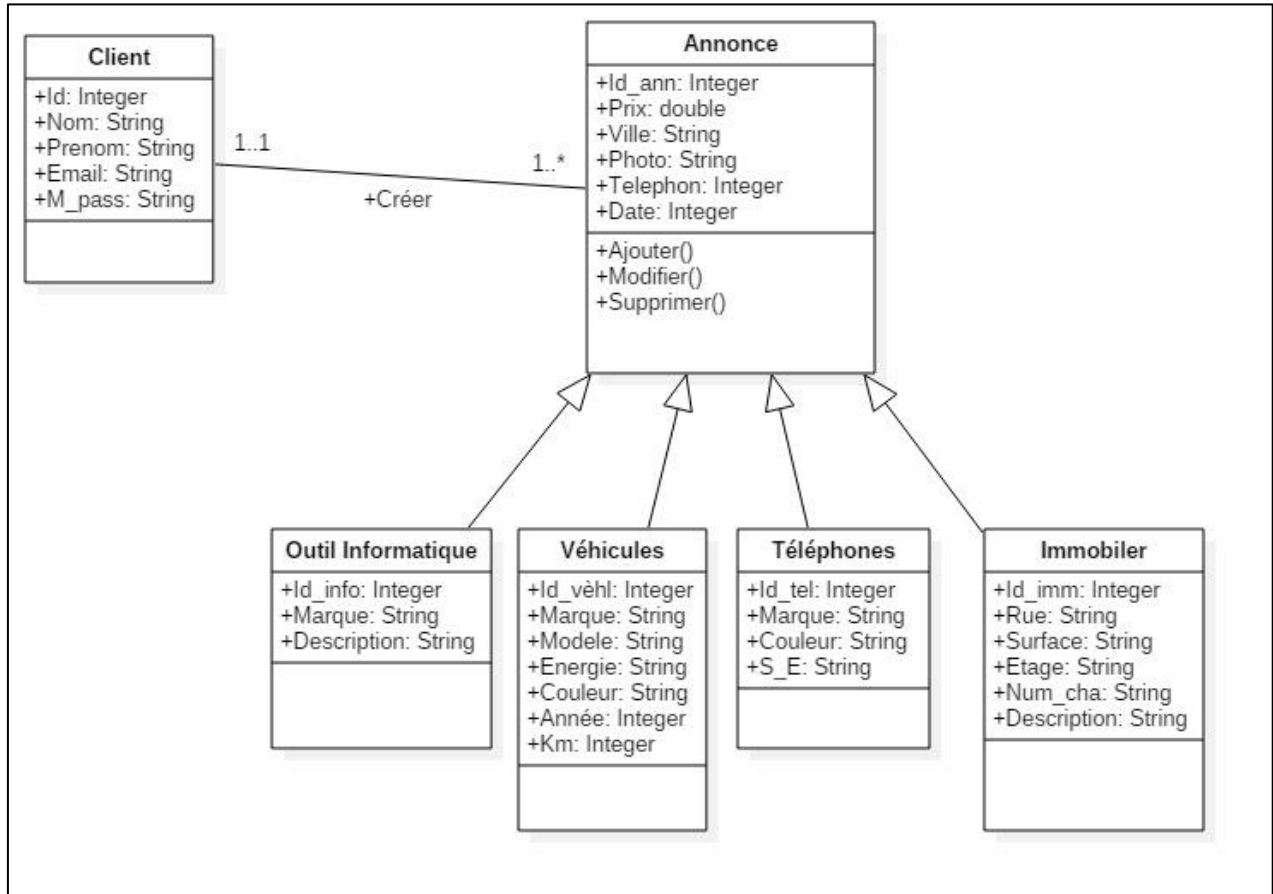 Client
+Id: Integer
+Nom: String
+Prenom: String
+Email: String
+M_pass: String
1..1
+Créer
1..*
Annonce
+Id_ann: Integer
+Prix: double
+Ville: String
+Photo: String
+Telephon: Integer
+Date: Integer
+Ajouter()
+Modifier()
+Supprimer()
Outil Informatique
+Id_info: Integer
+Marque: String
+Description: String
Véhicules
+Id_vèhl: Integer
+Marque: String
+Modele: String
+Energie: String
+Couleur: String
+Année: Integer
+Km: Integer
Téléphones
+Id_tel: Integer
+Marque: String
+Couleur: String
+S_E: String
Immobiler
+Id_imm: Integer
+Rue: String
+Surface: String
+Etage: String
+Num_cha: String
+Description: String